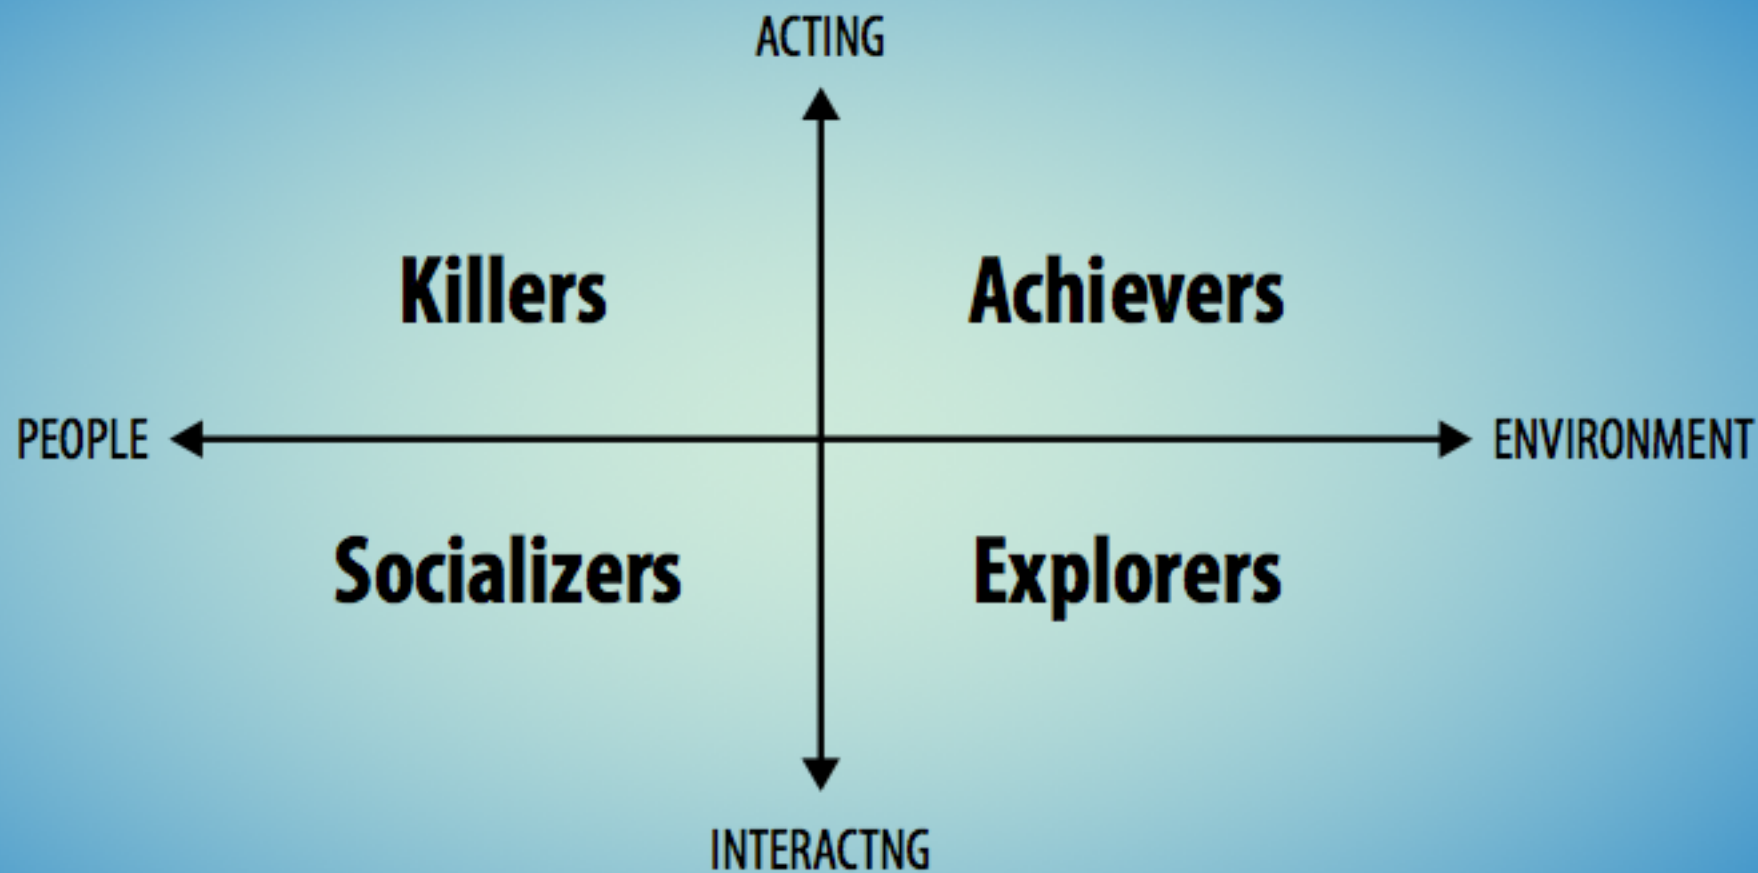 ACTING
Killers
Achievers
PEOPLE
ENVIRONMENT
Socializers
Explorers
INTERACTNG